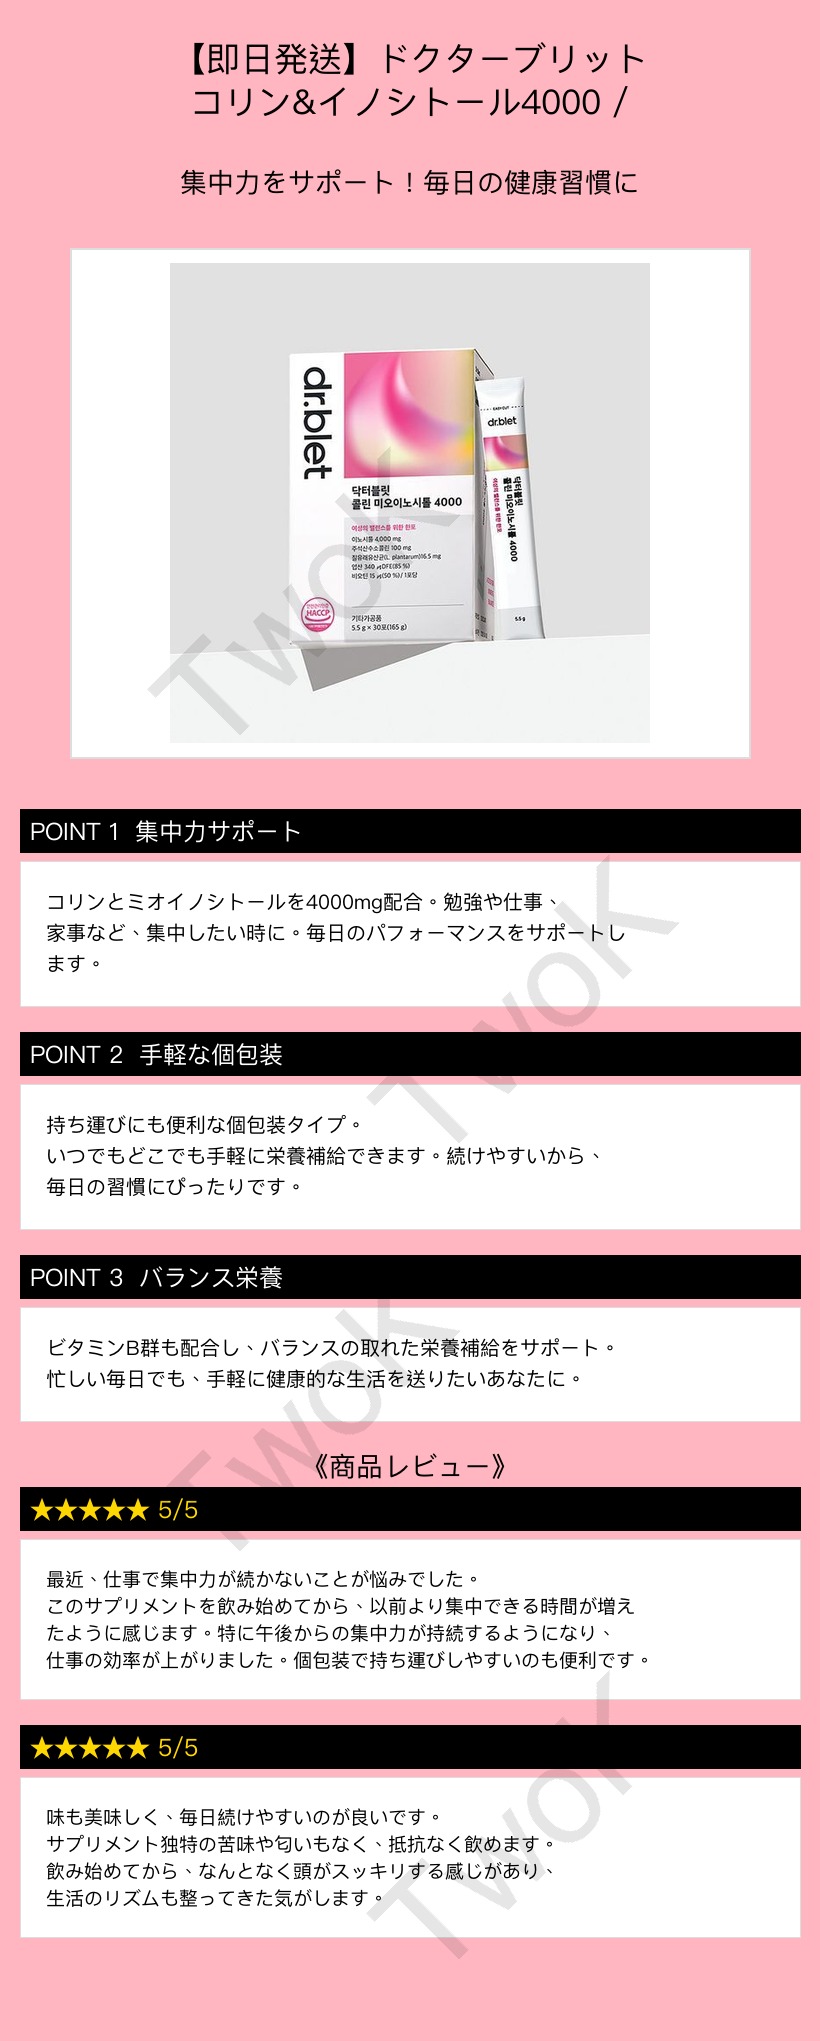 【即日発送】ドクターブリット
コリン&イノシトール4000 /
集中力をサポート！毎日の健康習慣に
dr.blet
닥터블릿
콜린 미오이노시톨 4000
여성의 밸런스를 위한 한포
이노시톨 4,000 mg
주석산수소콜린 100 mg
질유래유산균(L. plantarum)16.5 mg
엽산 340 μgDFE(85 %)
비오틴 15 μg(50 %)/ 1포당
HACCP
기타가공품
5.5 g × 30포(165 g)
EASY CUT
dr.blet
닥터블릿
콜린 미오이노시톨 4000
여성의 밸런스를 위한 한포
5.5 g
TwoK
POINT 1 集中力サポート
コリンとミオイノシトールを4000mg配合。勉強や仕事、
家事など、集中したい時に。毎日のパフォーマンスをサポートし
ます。
TwoK
POINT 2 手軽な個包装
持ち運びにも便利な個包装タイプ。
いつでもどこでも手軽に栄養補給できます。続けやすいから、
毎日の習慣にぴったりです。
POINT 3 バランス栄養
ビタミンB群も配合し、バランスの取れた栄養補給をサポート。
忙しい毎日でも、手軽に健康的な生活を送りたいあなたに。
TwoK
《商品レビュー》
★★★★★ 5/5
最近、仕事で集中力が続かないことが悩みでした。
このサプリメントを飲み始めてから、以前より集中できる時間が増え
たように感じます。特に午後からの集中力が持続するようになり、
仕事の効率が上がりました。個包装で持ち運びしやすいのも便利です。
★★★★★ 5/5
味も美味しく、毎日続けやすいのが良いです。
サプリメント独特の苦味や匂いもなく、抵抗なく飲めます。
飲み始めてから、なんとなく頭がスッキリする感じがあり、
生活のリズムも整ってきた気がします。
TwoK